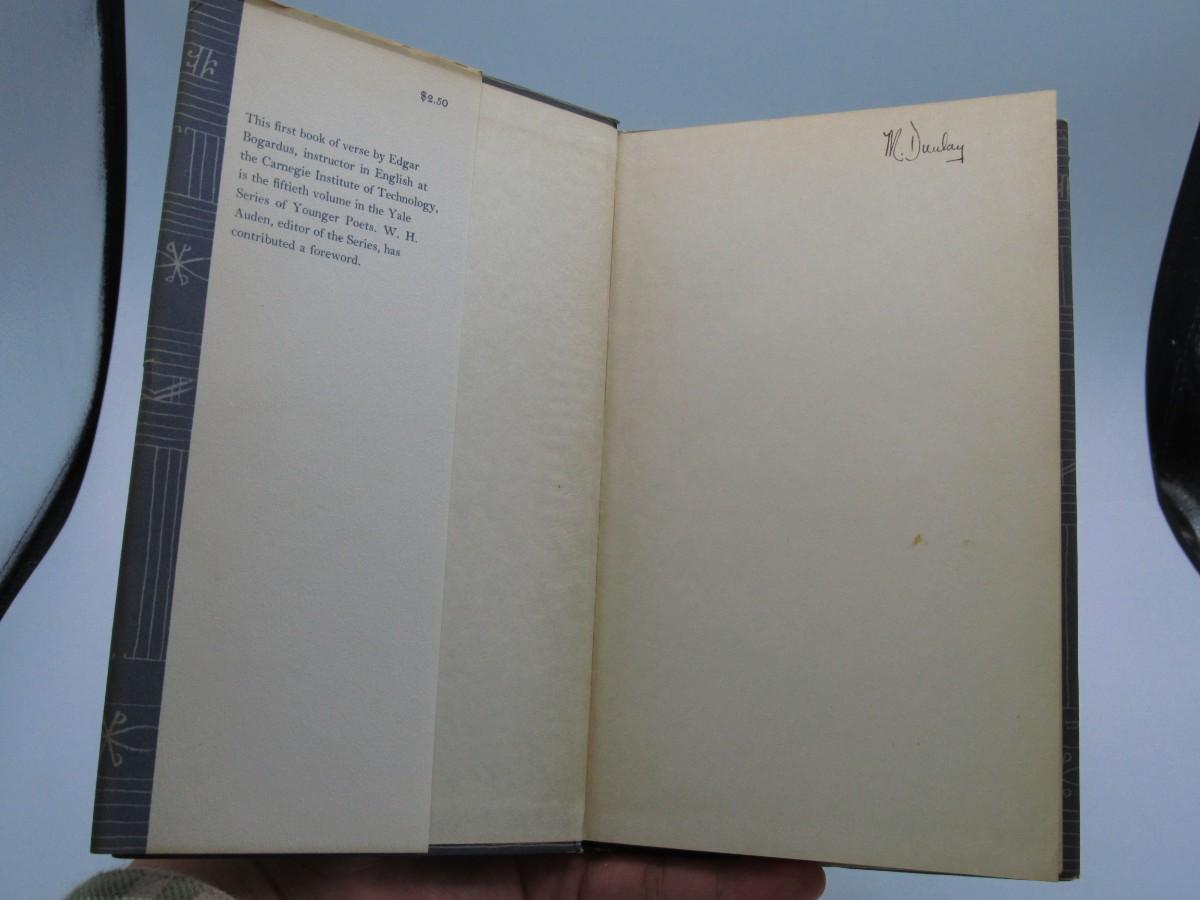 $2.50
This first book of verse by Edgar
Bogardus, instructor in English at
the Carnegie Institute of Technology,
is the fiftieth volume in the Yale
Series of Younger Poets. W. H.
Auden, editor of the Series, has
contributed a foreword.
M. Dunlay